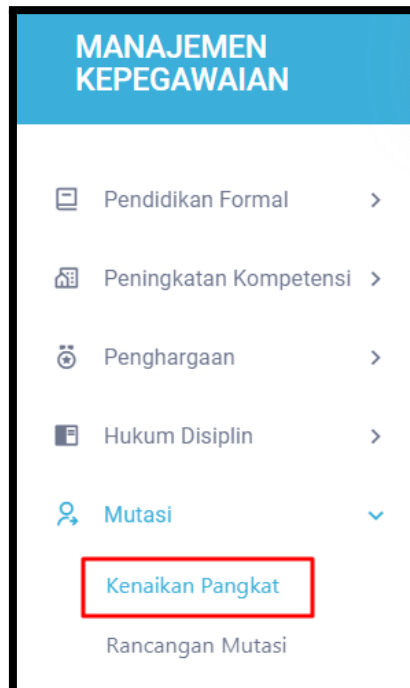 MANAJEMEN
KEPEGAWAIAN
Pendidikan Formal
Peningkatan Kompetensi
Penghargaan
Hukum Disiplin
Mutasi
Kenaikan Pangkat
Rancangan Mutasi